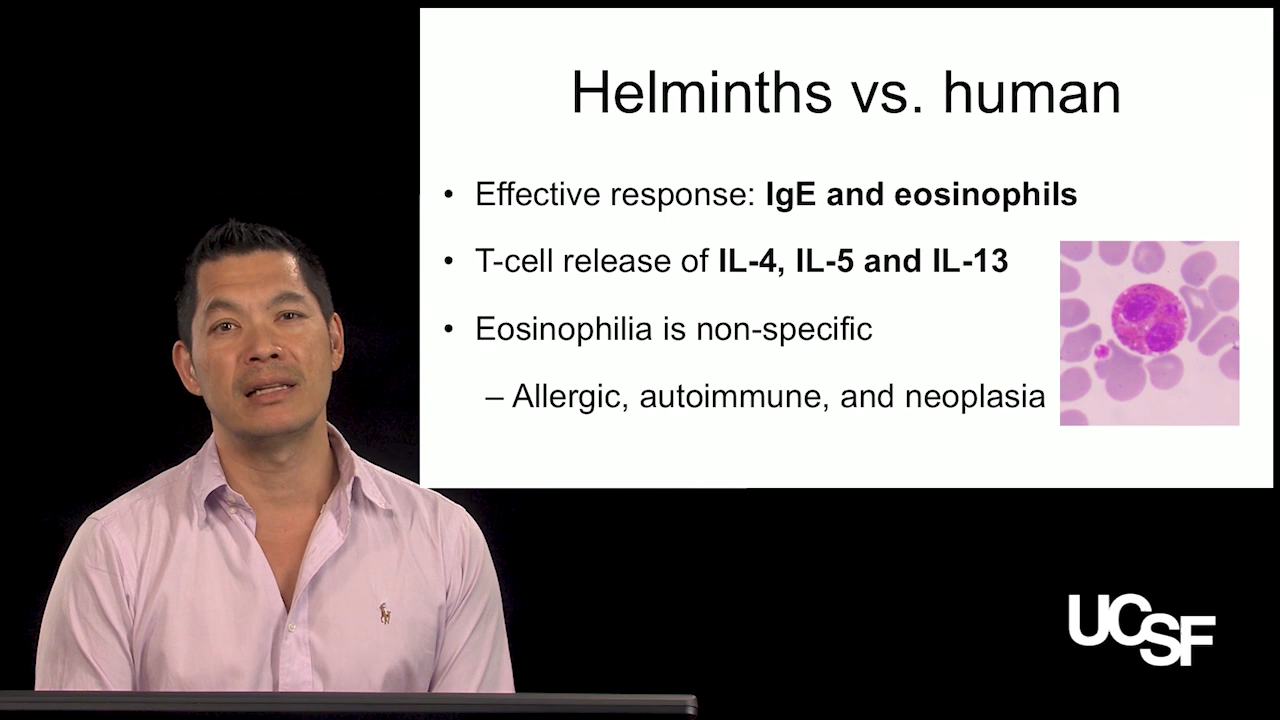 Helminths vs. human
• Effective response: IgE and eosinophils
• T-cell release of IL-4, IL-5 and IL-13
• Eosinophilia is non-specific
– Allergic, autoimmune, and neoplasia
UCSF